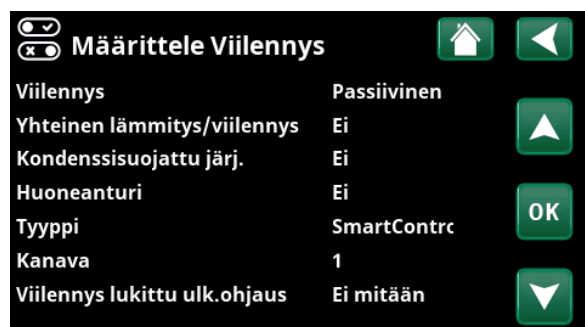 Määrittele Viilennys
Viilennys Passiivinen
Yhteinen lämmitys/viilennys Ei
Kondenssisuojattu järj. Ei
Huoneanturi Ei
Tyyppi SmartContro
Kanava 1
Viilennys lukittu ulk.ohjaus Ei mitään
OK